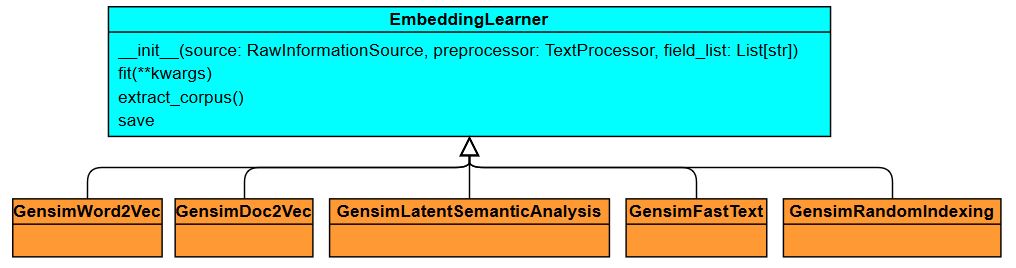 EmbeddingLearner
__init__(source: RawInformationSource, preprocessor: TextProcessor, field_list: List[str])
fit(**kwargs)
extract_corpus()
save
GensimWord2Vec
GensimDoc2Vec
GensimLatentSemanticAnalysis
GensimFastText
GensimRandomIndexing